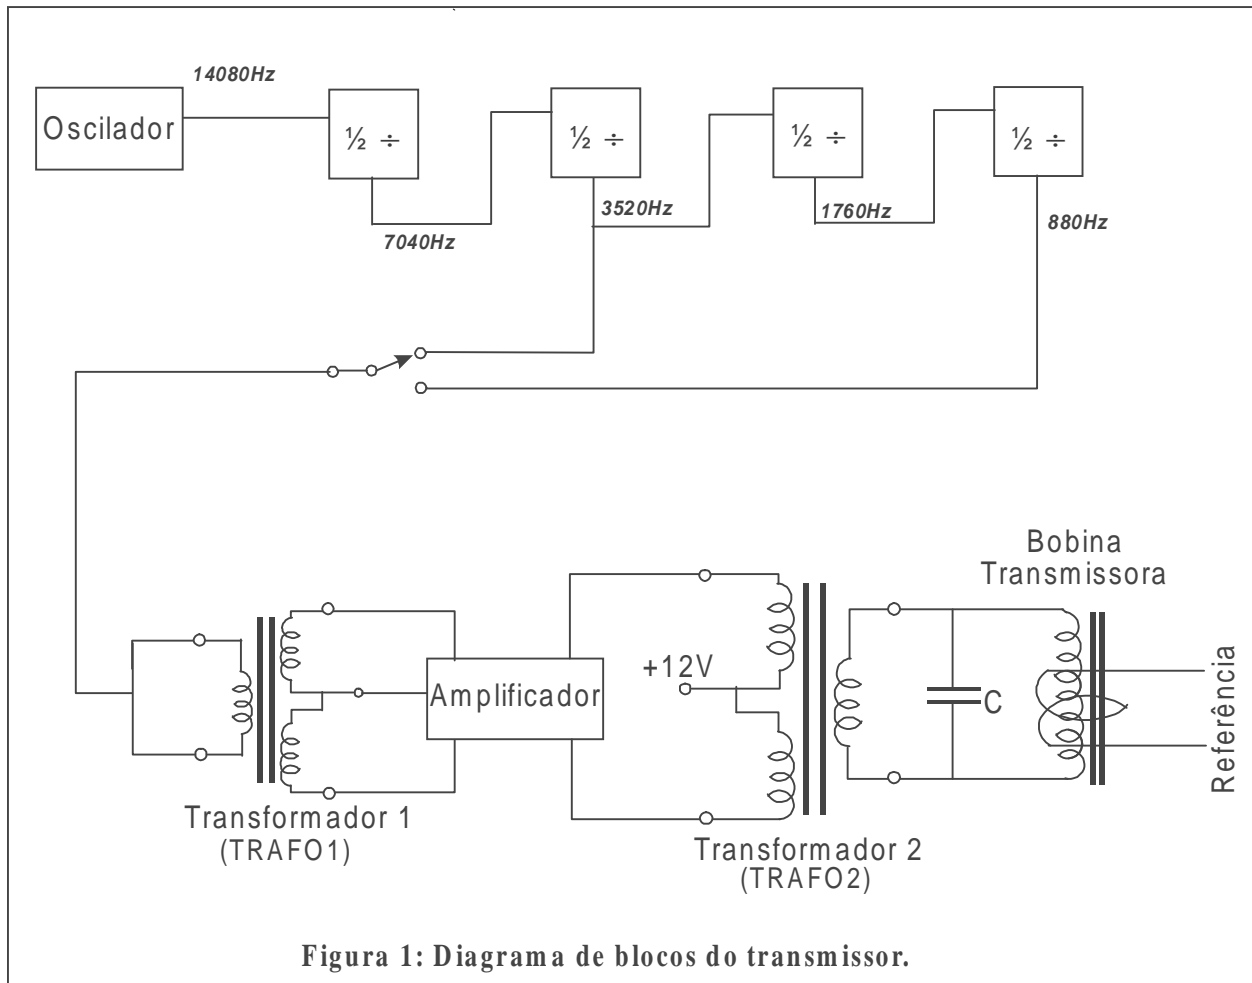 14080Hz
Oscilador
½ ÷
½ ÷
½ ÷
½ ÷
7040Hz
3520Hz
1760Hz
880Hz
Bobina
Transmissora
+12V
Amplificador
C
Referência
Transformador 1
(TRAFO1)
Transformador 2
(TRAFO2)
Figura 1: Diagrama de blocos do transmissor.